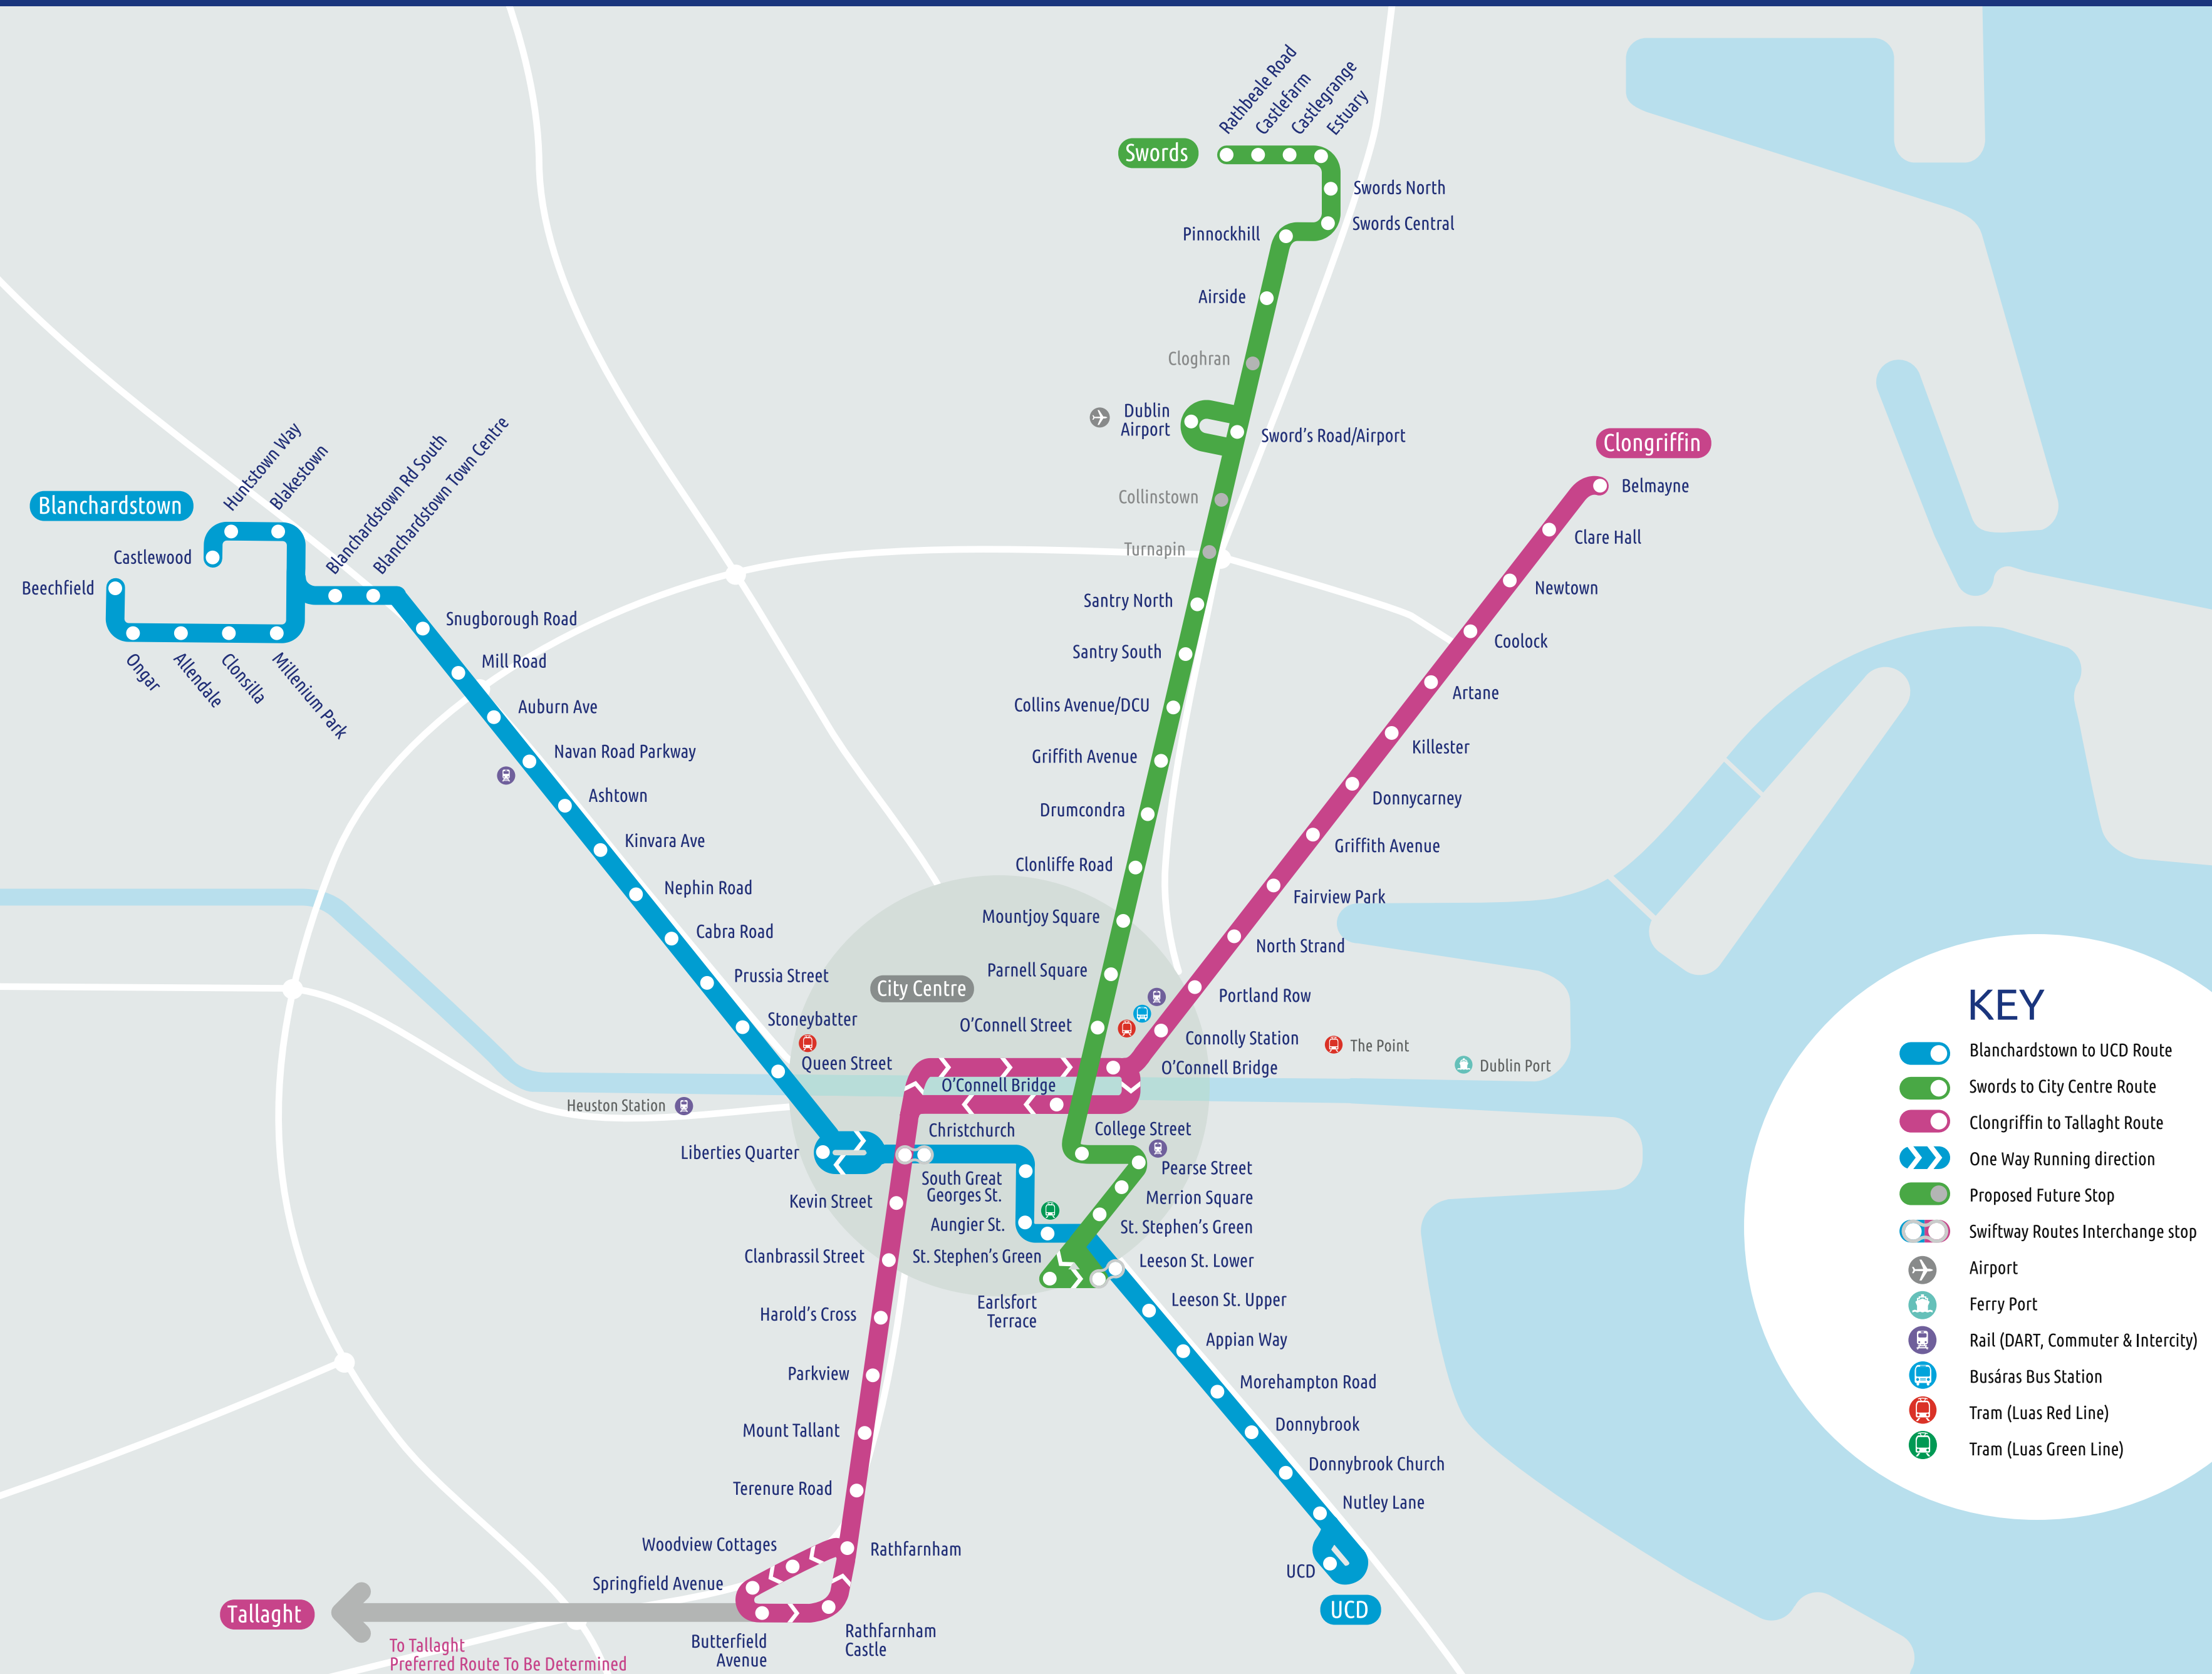 Rathbeale Road
Castlefarm
Castlegrange
Estuary
Swords
Swords North
Swords Central
Pinnockhill
Airside
Cloghran
Dublin
Airport
Sword's Road/Airport
Collinstown
Turnapin
Santry North
Santry South
Collins Avenue/DCU
Griffith Avenue
Drumcondra
Clonliffe Road
Mountjoy Square
Parnell Square
O'Connell Street
Clongriffin
Belmayne
Clare Hall
Newtown
Coolock
Artane
Killester
Donnycarney
Griffith Avenue
Fairview Park
North Strand
Portland Row
Connolly Station
O'Connell Bridge
The Point
Dublin Port
Huntstown Way
Blakestown
Blanchardstown Rd South
Blanchardstown Town Centre
Blanchardstown
Castlewood
Beechfield
Ongar
Allendale
Clonsilla
Millenium Park
Snugborough Road
Mill Road
Auburn Ave
Navan Road Parkway
Ashtown
Kinvara Ave
Nephin Road
Cabra Road
Prussia Street
Stoneybatter
Queen Street
City Centre
Heuston Station
O'Connell Bridge
Liberties Quarter
Christchurch
College Street
Pearse Street
Merrion Square
St. Stephen's Green
South Great
Georges St.
Aungier St.
St. Stephen's Green
Leeson St. Lower
Earlsfort
Terrace
Leeson St. Upper
Appian Way
Morehampton Road
Donnybrook
Donnybrook Church
Nutley Lane
UCD
UCD
Kevin Street
Clanbrassil Street
Harold's Cross
Parkview
Mount Tallant
Terenure Road
Woodview Cottages
Rathfarnham
Springfield Avenue
Butterfield
Avenue
Rathfarnham
Castle
Tallaght
To Tallaght
Preferred Route To Be Determined
KEY
Blanchardstown to UCD Route
Swords to City Centre Route
Clongriffin to Tallaght Route
One Way Running direction
Proposed Future Stop
Swiftway Routes Interchange stop
Airport
Ferry Port
Rail (DART, Commuter & Intercity)
Busáras Bus Station
Tram (Luas Red Line)
Tram (Luas Green Line)